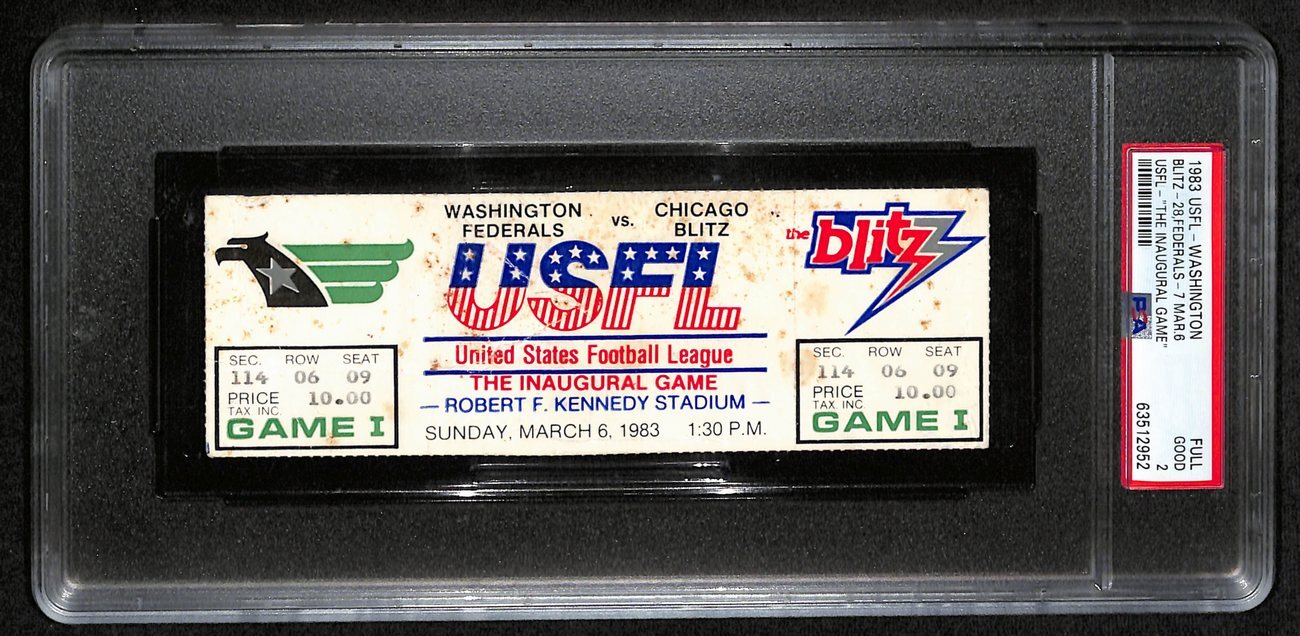 WASHINGTON FEDERALS vs. CHICAGO BLITZ
USFL
United States Football League
THE INAUGURAL GAME
— ROBERT F. KENNEDY STADIUM —
SUNDAY, MARCH 6, 1983 1:30 P.M.
SEC. ROW SEAT
114 06 09
PRICE 10.00
TAX INC.
GAME I
the blitz
SEC. ROW SEAT
114 06 09
PRICE 10.00
TAX INC.
GAME I
1983 USFL - WASHINGTON FULL
BLITZ - 28,FEDERALS - 7 MAR 6 GOOD
USFL - "THE INAUGURAL GAME" 2
PSA 63512952